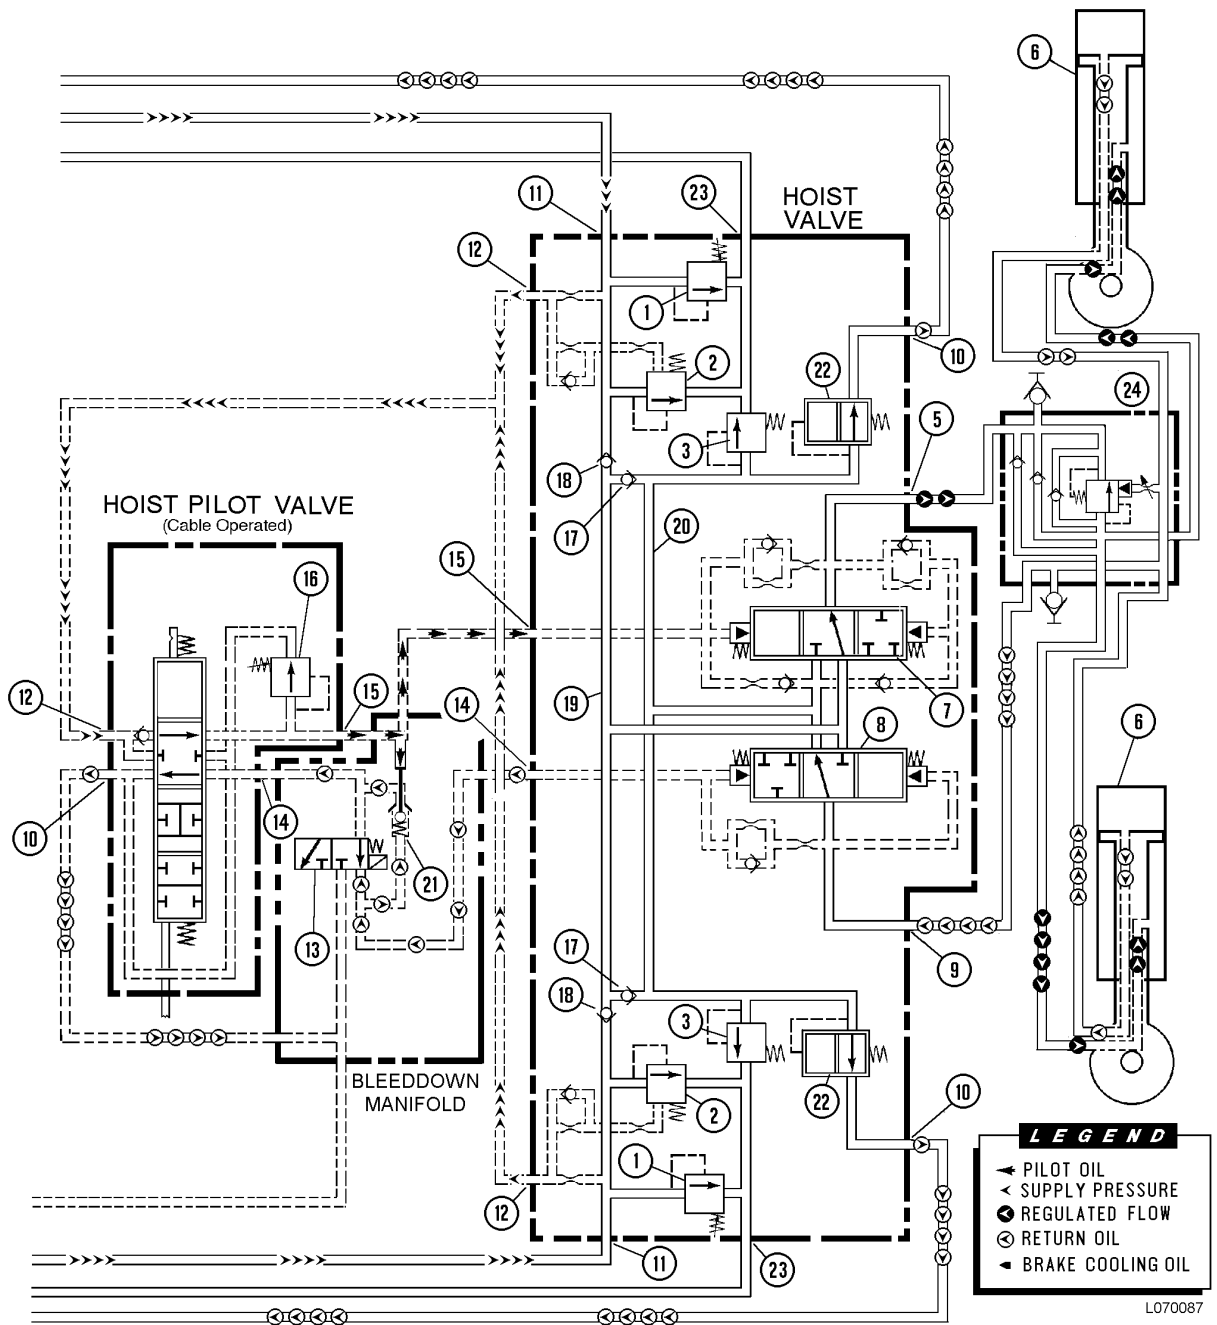 6
11
23
HOIST
VALVE
12
1
10
2
22
24
5
3
18
17
20
HOIST PILOT VALVE
(Cable Operated)
15
16
12
15
19
14
7
8
6
10
14
21
13
17
9
18
3
BLEEDDOWN
MANIFOLD
2
22
10
1
12
11
23
LEGEND
PILOT OIL
SUPPLY PRESSURE
REGULATED FLOW
RETURN OIL
BRAKE COOLING OIL
L070087